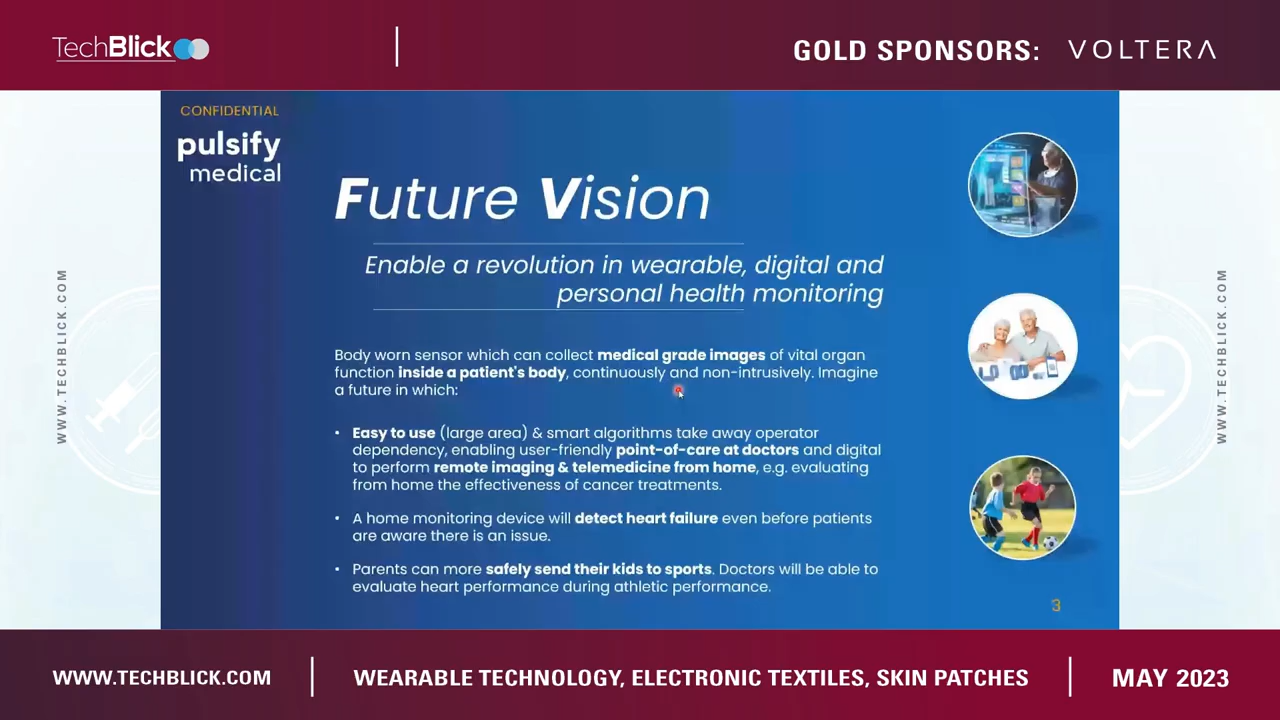 TechBlick
GOLD SPONSORS: VOLTERA
CONFIDENTIAL
pulsify
medical
Future Vision
Enable a revolution in wearable, digital and
personal health monitoring
Body worn sensor which can collect medical grade images of vital organ
function inside a patient's body, continuously and non-intrusively. Imagine
a future in which:
• Easy to use (large area) & smart algorithms take away operator
dependency, enabling user-friendly point-of-care at doctors and digital
to perform remote imaging & telemedicine from home, e.g. evaluating
from home the effectiveness of cancer treatments.
• A home monitoring device will detect heart failure even before patients
are aware there is an issue.
• Parents can more safely send their kids to sports. Doctors will be able to
evaluate heart performance during athletic performance.
3
WWW.TECHBLICK.COM
WWW.TECHBLICK.COM
WWW.TECHBLICK.COM
WEARABLE TECHNOLOGY, ELECTRONIC TEXTILES, SKIN PATCHES
MAY 2023